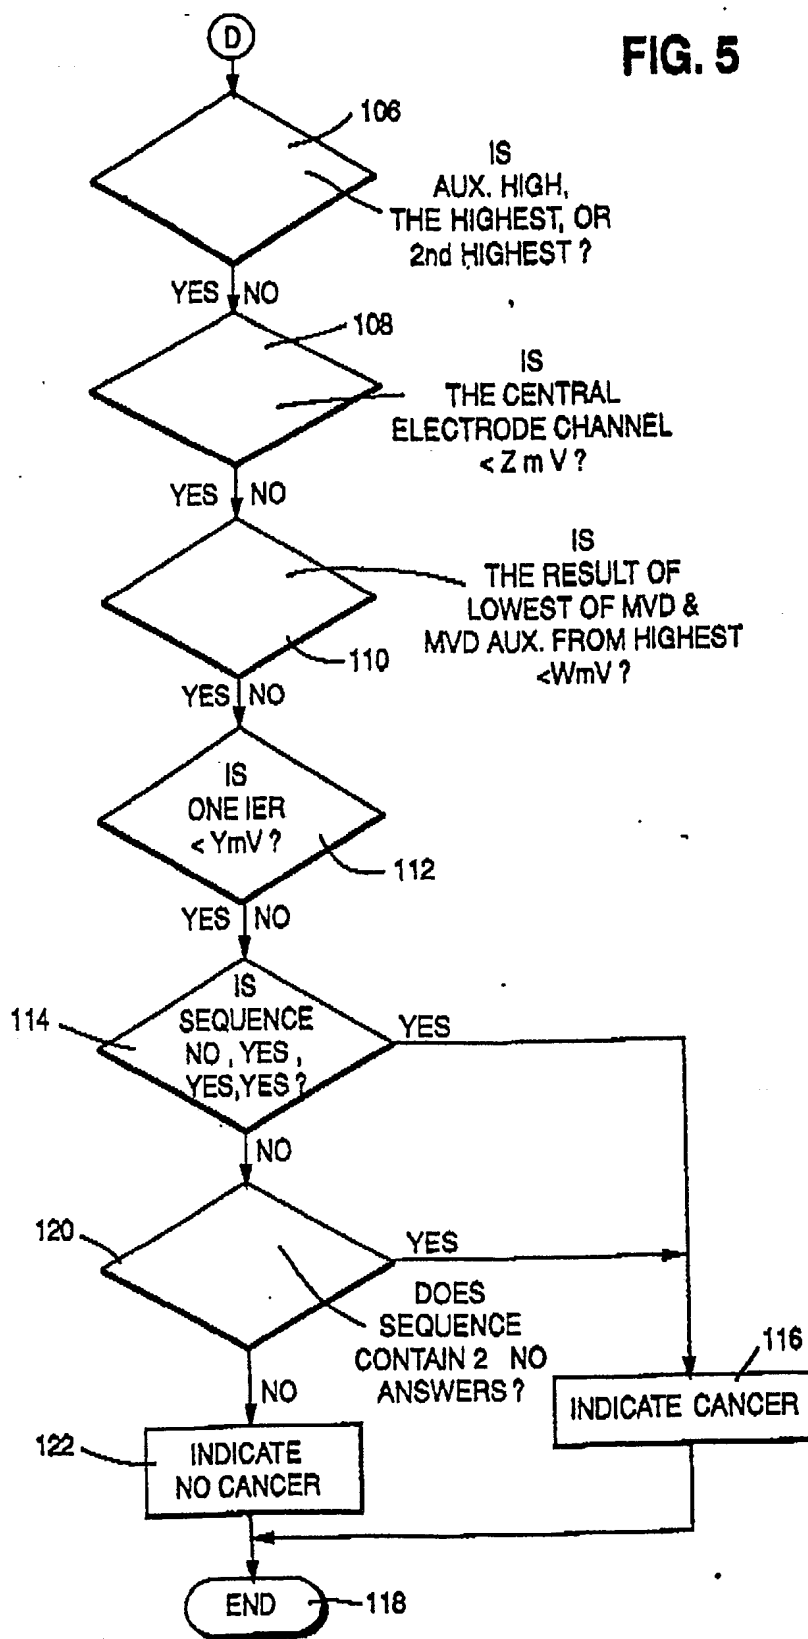 D
FIG. 5
106
IS
AUX. HIGH,
THE HIGHEST, OR
2nd HIGHEST ?
YES NO
108
IS
THE CENTRAL
ELECTRODE CHANNEL
< Z m V ?
YES NO
IS
THE RESULT OF
LOWEST OF MVD &
MVD AUX. FROM HIGHEST
<WmV ?
110
YES NO
IS
ONE IER
< YmV ?
112
YES NO
114
IS
SEQUENCE
NO , YES ,
YES,YES ?
YES
NO
120
YES
DOES
SEQUENCE
CONTAIN 2 NO
ANSWERS ?
116
INDICATE CANCER
NO
122
INDICATE
NO CANCER
END
118